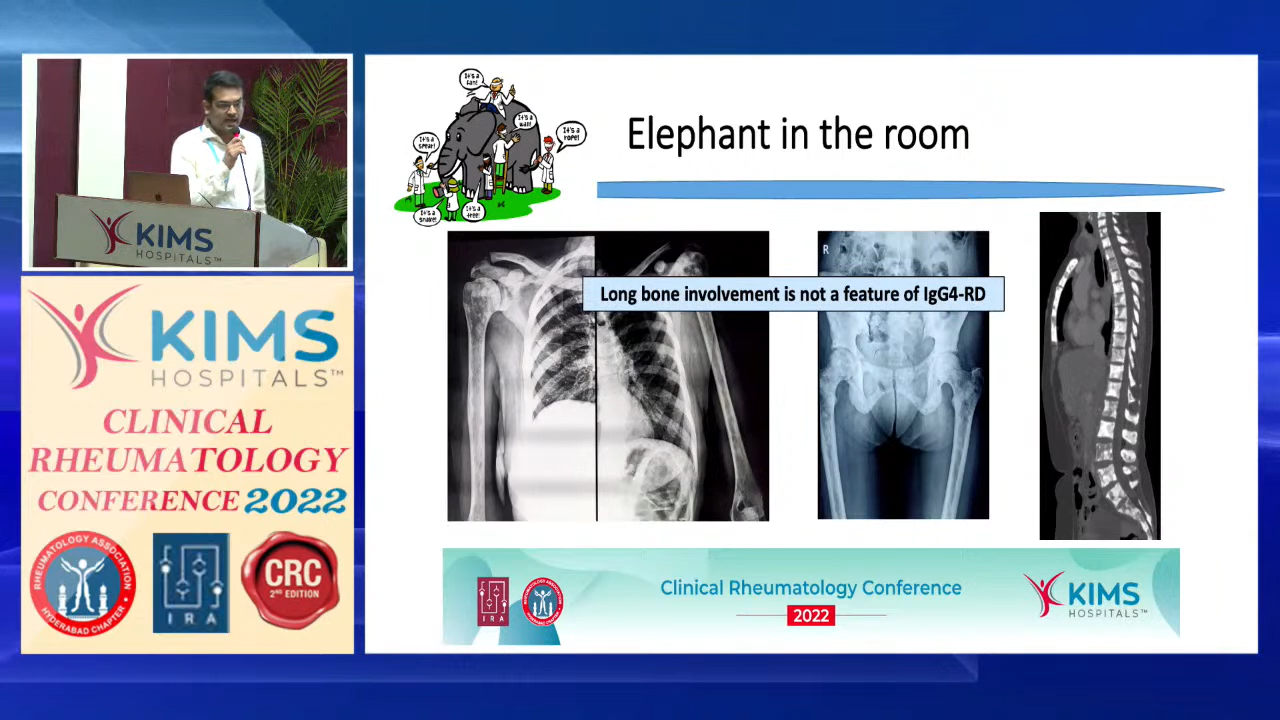 It's a fan!
It's a wall!
It's a rope!
It's a spear!
It's a snake!
It's a tree!
Elephant in the room
R
Long bone involvement is not a feature of IgG4-RD
KIMS
HOSPITALS™
KIMS
HOSPITALS™
CLINICAL
RHEUMATOLOGY
CONFERENCE 2022
RHEUMATOLOGY ASSOCIATION
HYDERABAD CHAPTER
IRA
CRC
2ND EDITION
IRA
Clinical Rheumatology Conference
2022
KIMS
HOSPITALS™